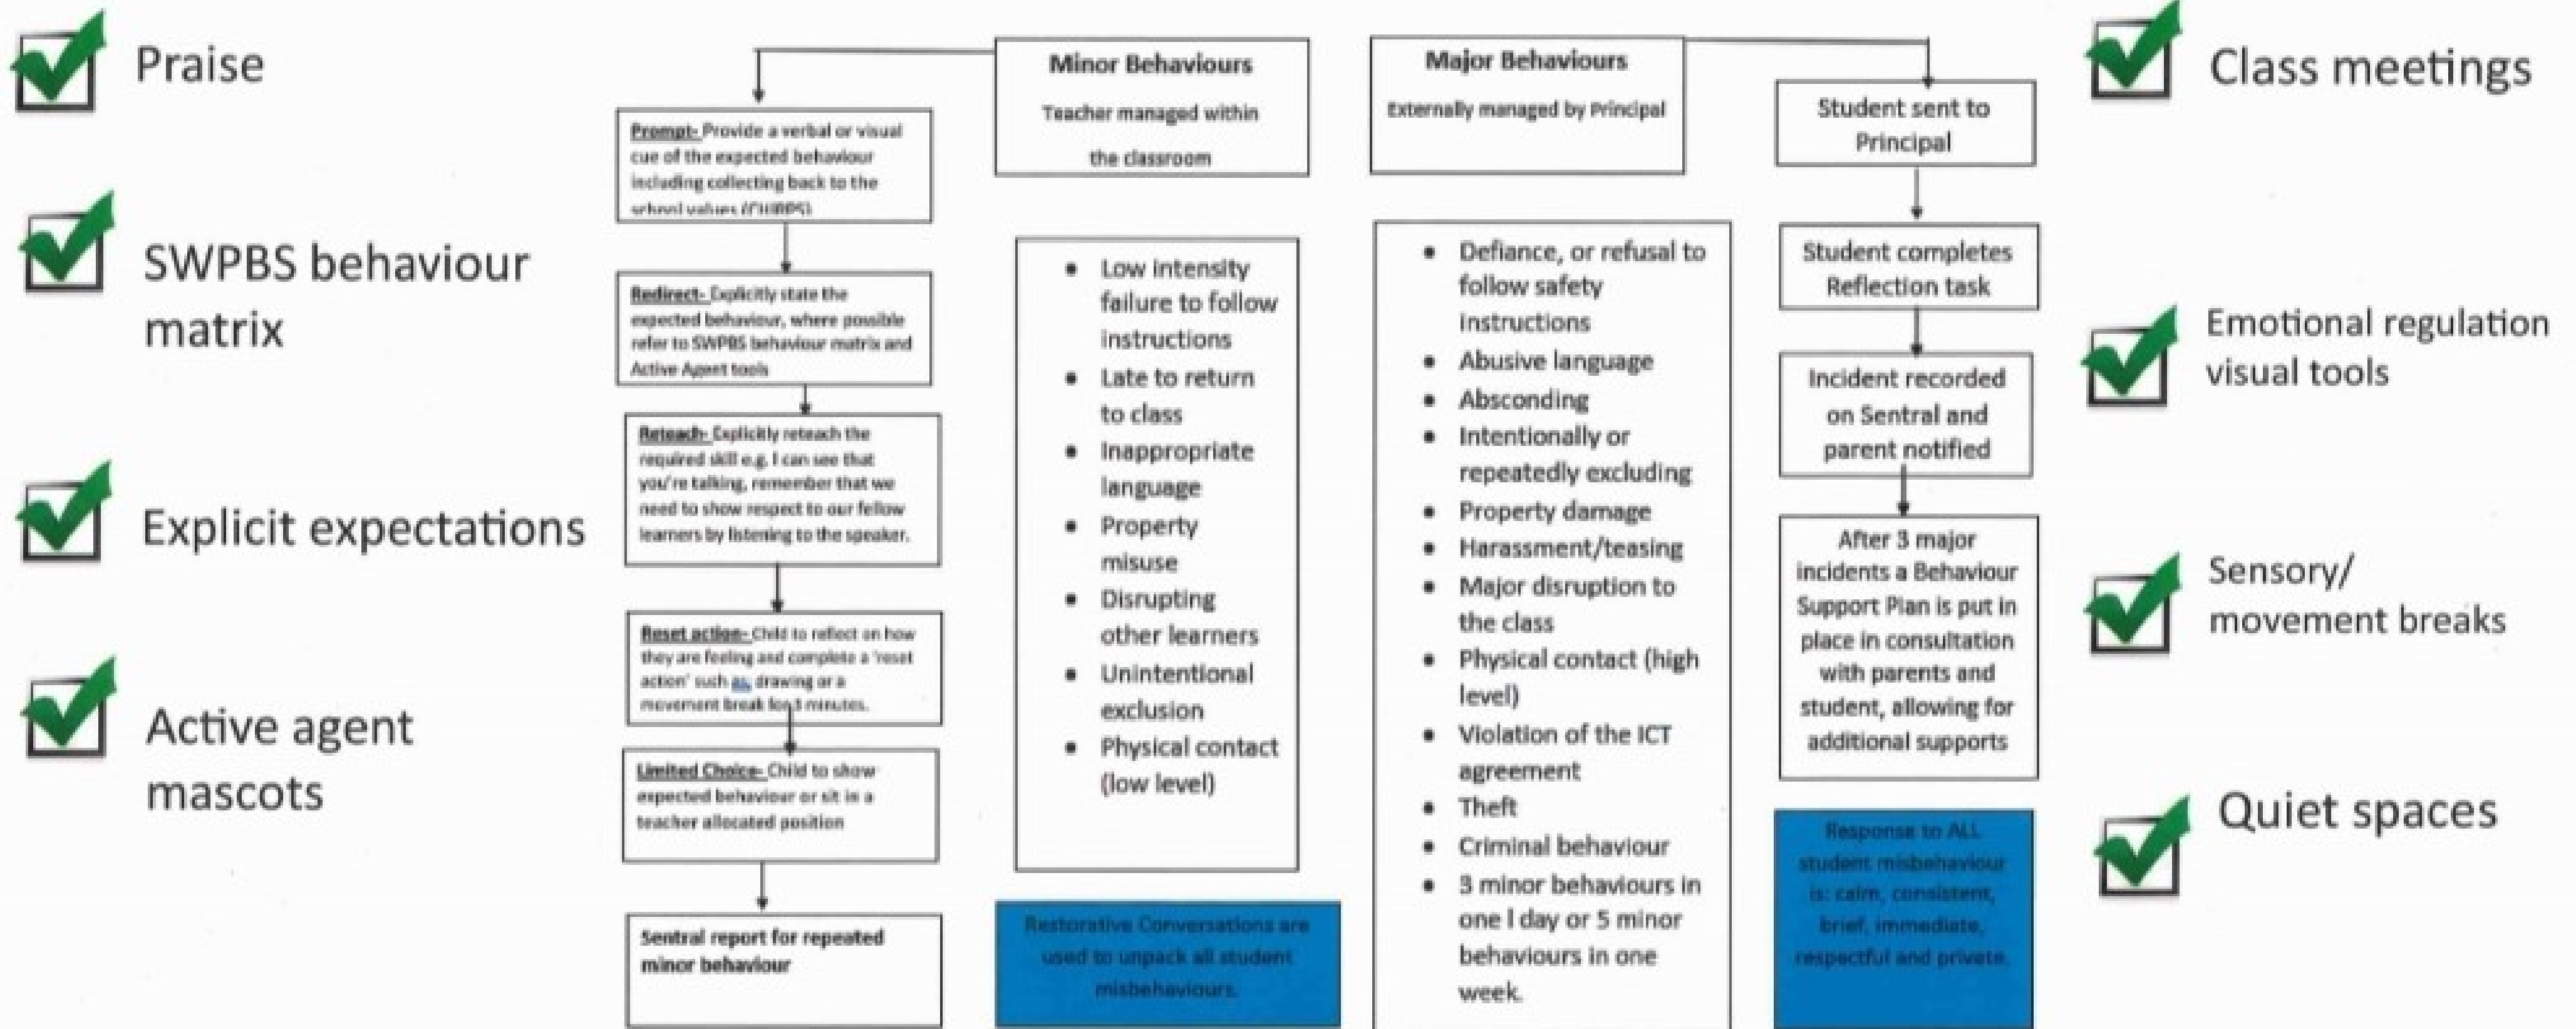 Praise
SWPBS behaviour
matrix
Explicit expectations
Active agent
mascots
Prompt- Provide a verbal or visual
cue of the expected behaviour
including collecting back to the
school values (CHIRPS)
Redirect- Explicitly state the
expected behaviour, where possible
refer to SWPBS behaviour matrix and
Active Agent tools
Reteach- Explicitly reteach the
required skill e.g. I can see that
you're talking, remember that we
need to show respect to our fellow
learners by listening to the speaker.
Reset action- Child to reflect on how
they are feeling and complete a 'reset
action' such as, drawing or a
movement break for 3 minutes.
Limited Choice- Child to show
expected behaviour or sit in a
teacher allocated position
Sentral report for repeated
minor behaviour
Minor Behaviours
Teacher managed within
the classroom
• Low intensity
failure to follow
instructions
• Late to return
to class
• Inappropriate
language
• Property
misuse
• Disrupting
other learners
• Unintentional
exclusion
• Physical contact
(low level)
Restorative Conversations are
used to unpack all student
misbehaviours.
Major Behaviours
Externally managed by Principal
• Defiance, or refusal to
follow safety
instructions
• Abusive language
• Absconding
• Intentionally or
repeatedly excluding
• Property damage
• Harassment/teasing
• Major disruption to
the class
• Physical contact (high
level)
• Violation of the ICT
agreement
• Theft
• Criminal behaviour
• 3 minor behaviours in
one l day or 5 minor
behaviours in one
week.
Student sent to
Principal
Student completes
Reflection task
Incident recorded
on Sentral and
parent notified
After 3 major
incidents a Behaviour
Support Plan is put in
place in consultation
with parents and
student, allowing for
additional supports
Response to ALL
student misbehaviour
is: calm, consistent,
brief, immediate,
respectful and private.
Class meetings
Emotional regulation
visual tools
Sensory/
movement breaks
Quiet spaces